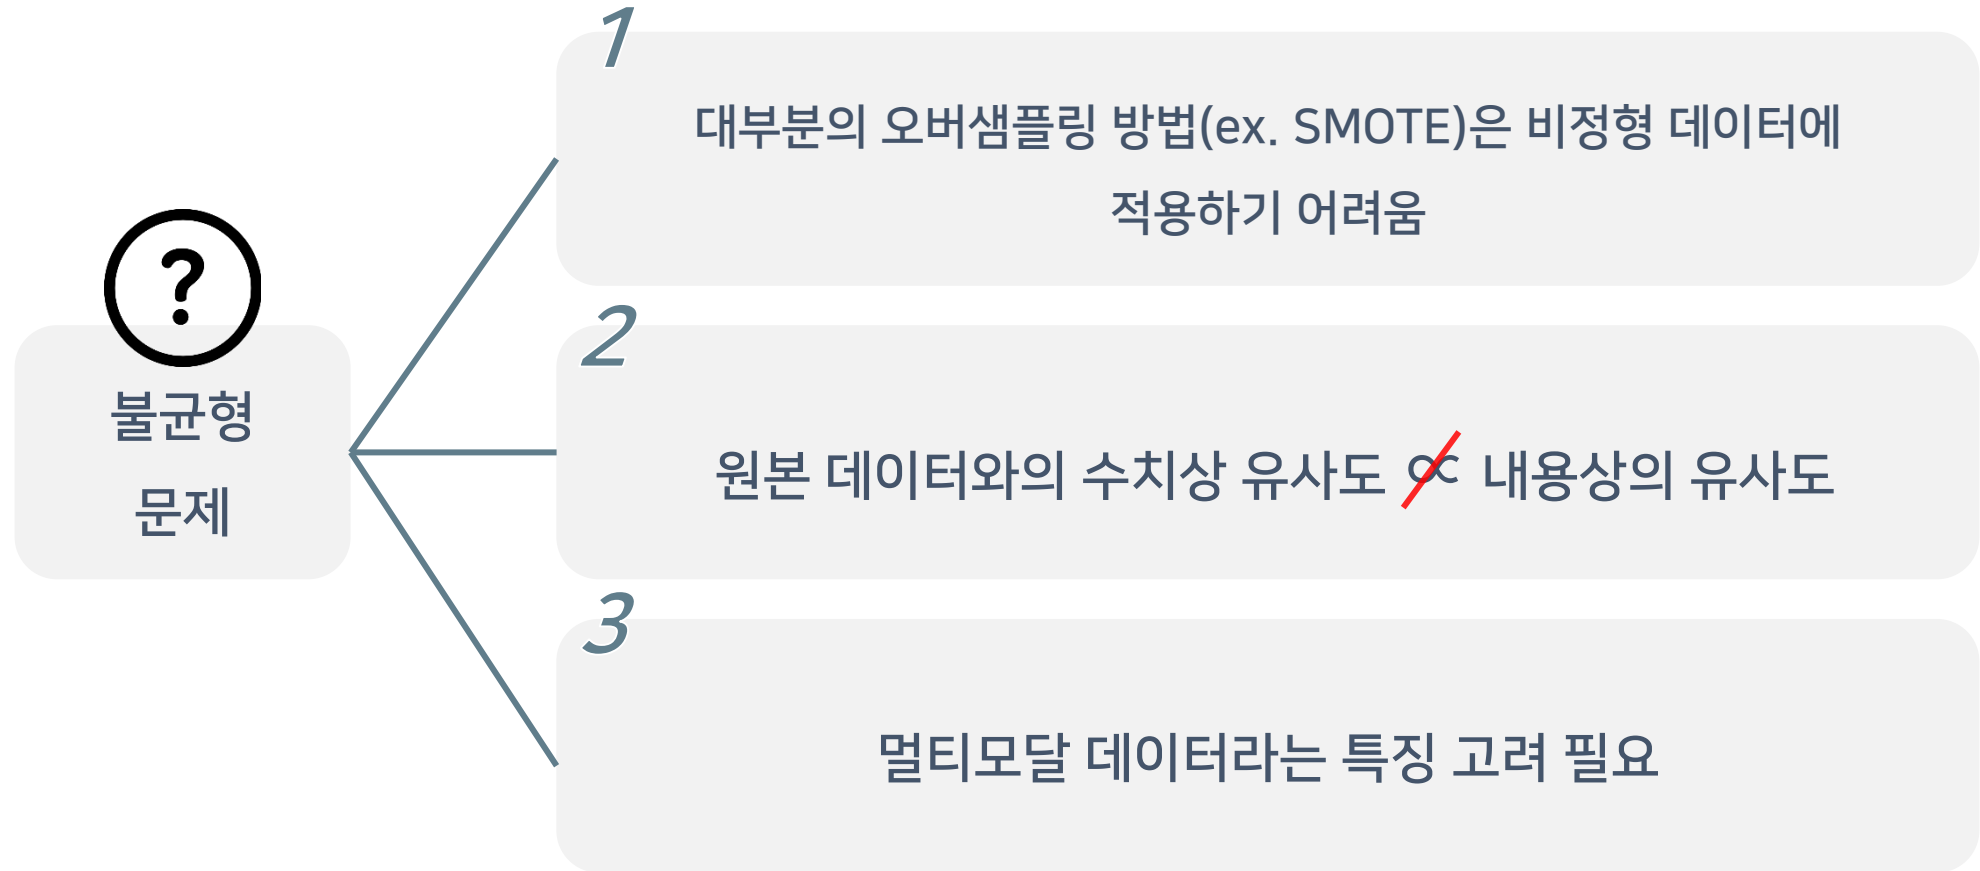 ?
불균형
문제
1
대부분의 오버샘플링 방법(ex. SMOTE)은 비정형 데이터에
적용하기 어려움
2
원본 데이터와의 수치상 유사도 ∝ 내용상의 유사도
3
멀티모달 데이터라는 특징 고려 필요